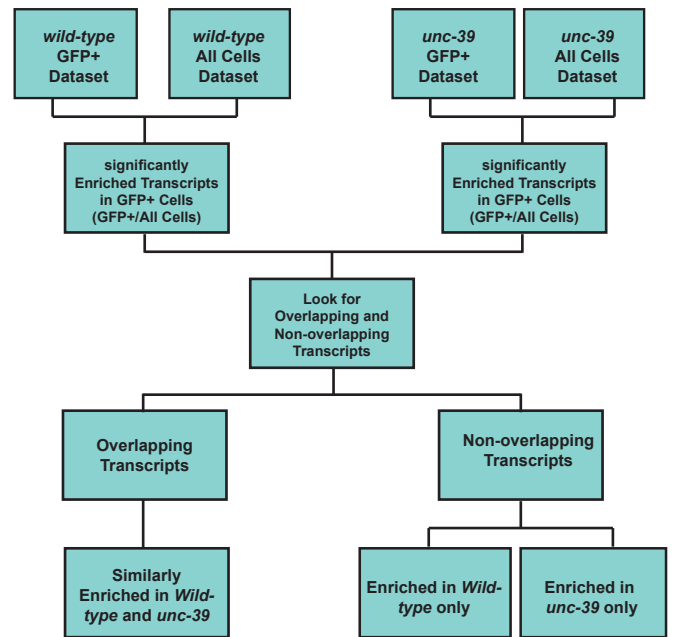 wild-type
GFP+
Dataset
wild-type
All Cells
Dataset
unc-39
GFP+
Dataset
unc-39
All Cells
Dataset
significantly
Enriched Transcripts
in GFP+ Cells
(GFP+/All Cells)
significantly
Enriched Transcripts
in GFP+ Cells
(GFP+/All Cells)
Look for
Overlapping and
Non-overlapping
Transcripts
Overlapping
Transcripts
Non-overlapping
Transcripts
Similarly
Enriched in Wild-
type and unc-39
Enriched in Wild-
type only
Enriched in
unc-39 only